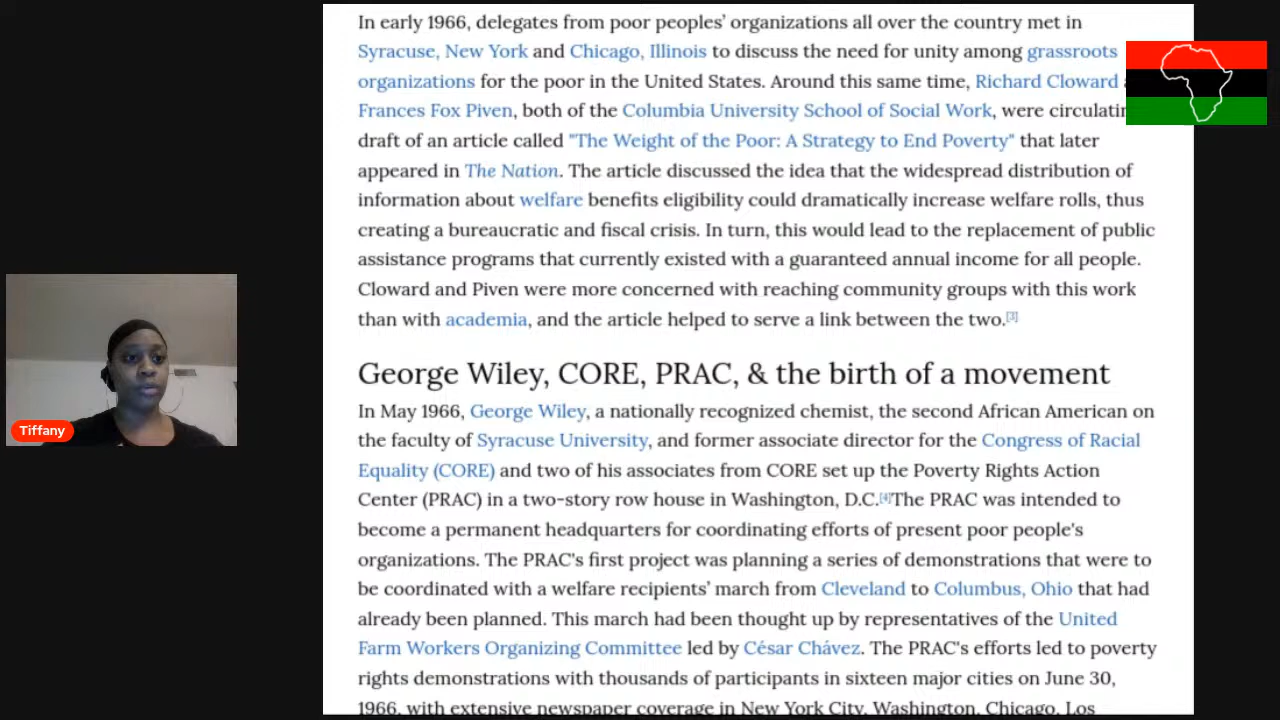 In early 1966, delegates from poor peoples’ organizations all over the country met in
Syracuse, New York and Chicago, Illinois to discuss the need for unity among grassroots
organizations for the poor in the United States. Around this same time, Richard Cloward
Frances Fox Piven, both of the Columbia University School of Social Work, were
draft of an article called "The Weight of the Poor: A Strategy to End Poverty" that later
appeared in The Nation. The article discussed the idea that the widespread distribution of
information about welfare benefits eligibility could dramatically increase welfare rolls, thus
creating a bureaucratic and fiscal crisis. In turn, this would lead to the replacement of public
assistance programs that currently existed with a guaranteed annual income for all people.
Cloward and Piven were more concerned with reaching community groups with this work
than with academia, and the article helped to serve a link between the two.[3]
George Wiley, CORE, PRAC, & the birth of a movement
In May 1966, George Wiley, a nationally recognized chemist, the second African American on
the faculty of Syracuse University, and former associate director for the Congress of Racial
Equality (CORE) and two of his associates from CORE set up the Poverty Rights Action
Center (PRAC) in a two-story row house in Washington, D.C.[4]The PRAC was intended to
become a permanent headquarters for coordinating efforts of present poor people's
organizations. The PRAC's first project was planning a series of demonstrations that were to
be coordinated with a welfare recipients’ march from Cleveland to Columbus, Ohio that had
already been planned. This march had been thought up by representatives of the United
Farm Workers Organizing Committee led by César Chávez. The PRAC's efforts led to poverty
rights demonstrations with thousands of participants in sixteen major cities on June 30,
1966, with extensive newspaper coverage in New York City, Washington, Chicago, Los
Tiffany